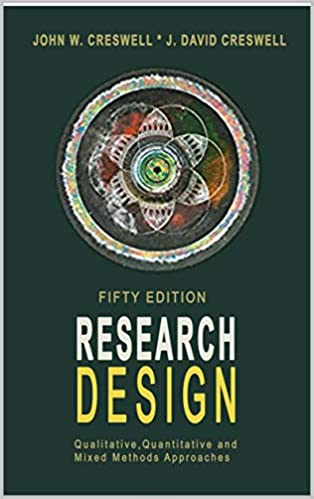 JOHN W. CRESWELL * J. DAVID CRESWELL
FIFTY EDITION
RESEARCH
DESIGN
Qualitative,Quantitative and
Mixed Methods Approaches